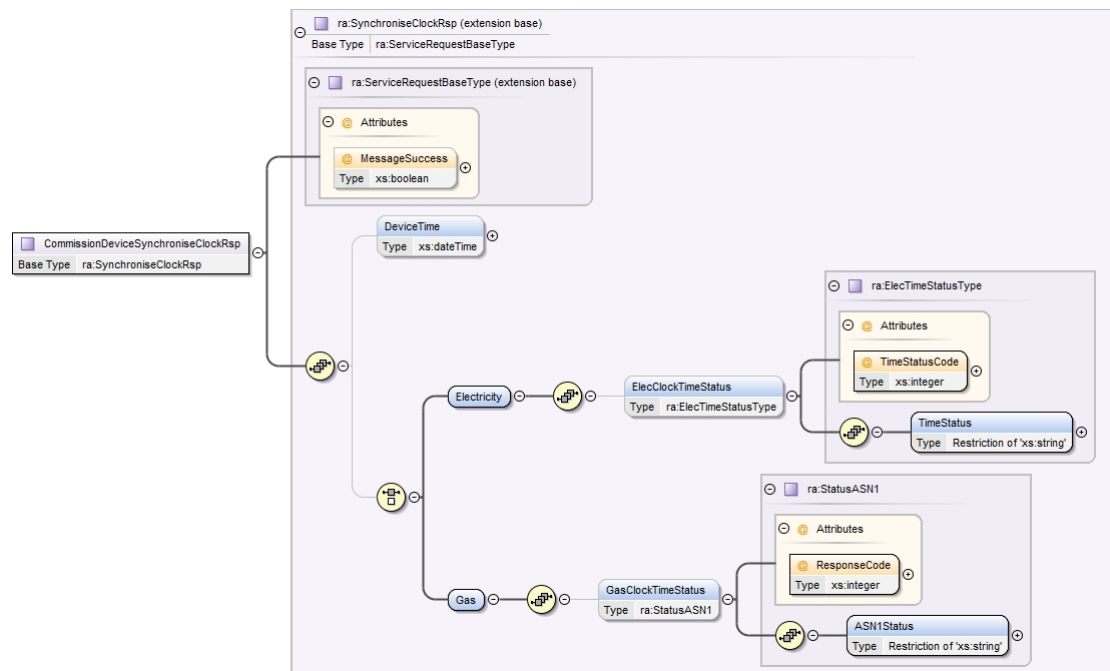 ra:SynchroniseClockRsp (extension base)
Base Type ra:ServiceRequestBaseType
ra:ServiceRequestBaseType (extension base)
@ Attributes
@ MessageSuccess
Type xs:boolean
DeviceTime
Type xs:dateTime
CommissionDeviceSynchroniseClockRsp
Base Type ra:SynchroniseClockRsp
ra:ElecTimeStatusType
@ Attributes
@ TimeStatusCode
Type xs:integer
Electricity
ElecClockTimeStatus
Type ra:ElecTimeStatusType
TimeStatus
Type Restriction of 'xs:string'
ra:StatusASN1
@ Attributes
@ ResponseCode
Type xs:integer
Gas
GasClockTimeStatus
Type ra:StatusASN1
ASN1Status
Type Restriction of 'xs:string'